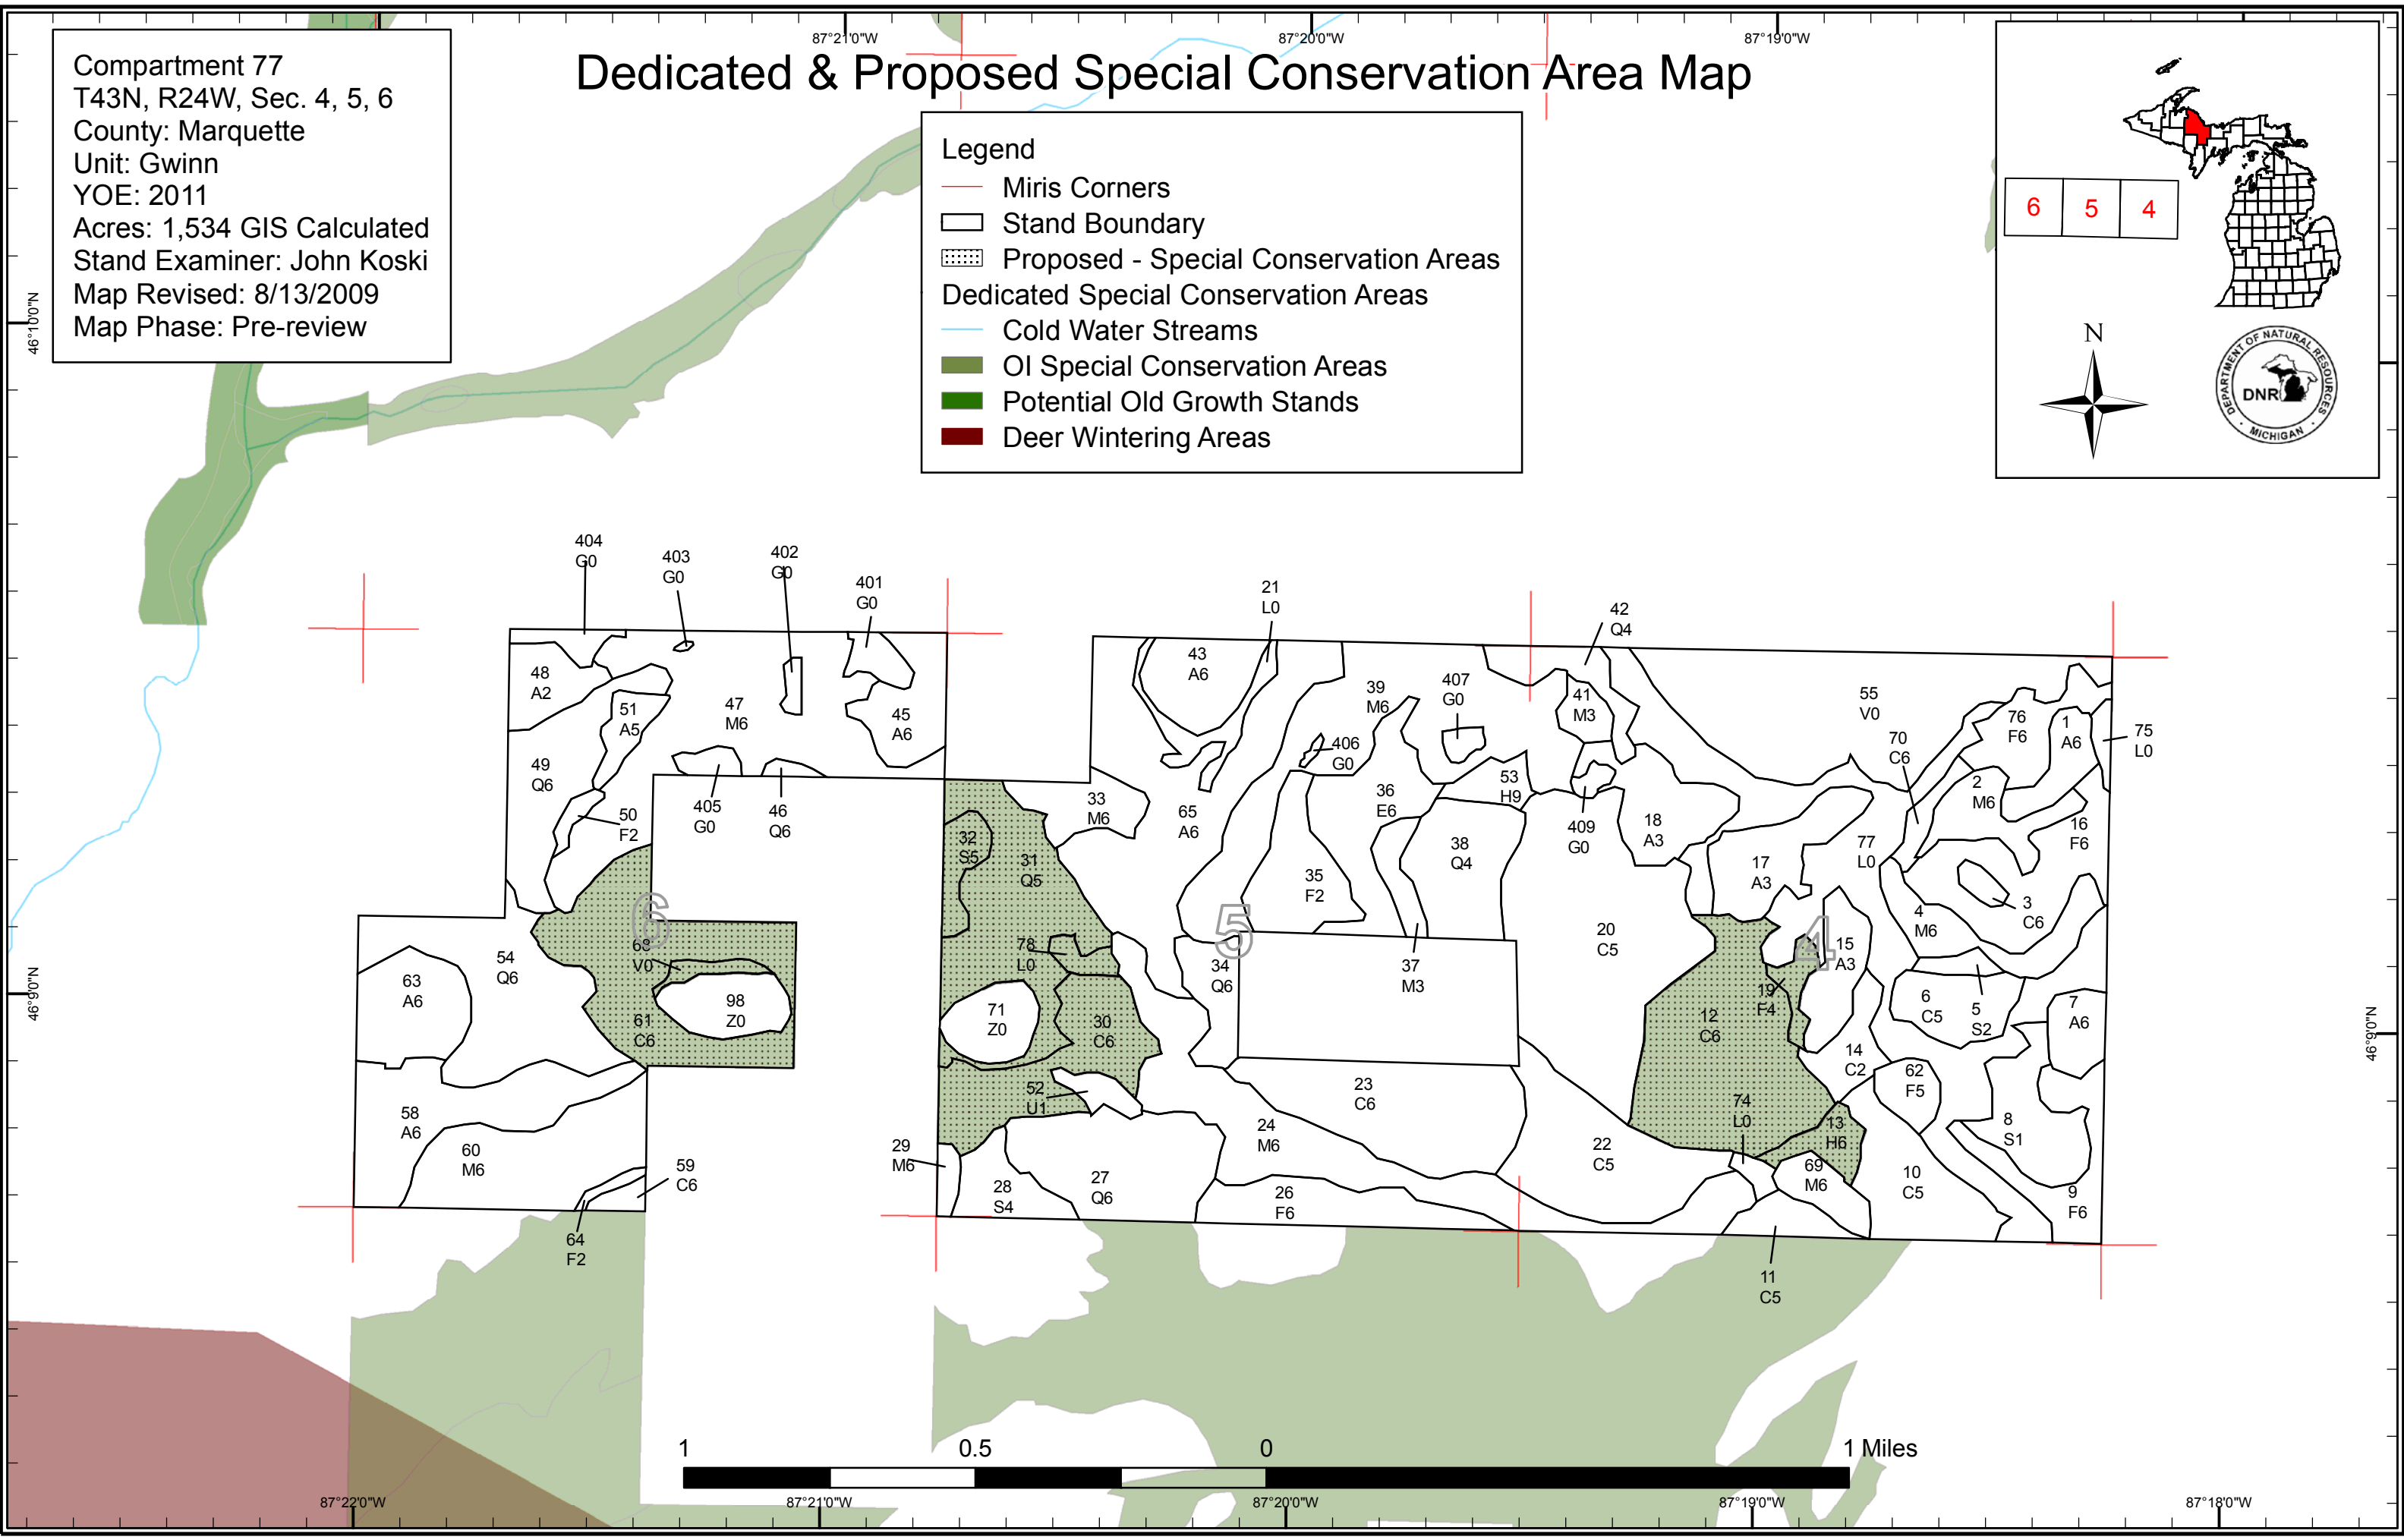 Compartment 77
T43N, R24W, Sec. 4, 5, 6
County: Marquette
Unit: Gwinn
YOE: 2011
Acres: 1,534 GIS Calculated
Stand Examiner: John Koski
Map Revised: 8/13/2009
Map Phase: Pre-review
87°21'0"W
87°20'0"W
87°19'0"W
Dedicated & Proposed Special Conservation Area Map
Legend
Miris Corners
Stand Boundary
Proposed - Special Conservation Areas
Dedicated Special Conservation Areas
Cold Water Streams
OI Special Conservation Areas
Potential Old Growth Stands
Deer Wintering Areas
6 5 4
N
DEPARTMENT OF NATURAL RESOURCES
DNR
MICHIGAN
46°10'0"N
404
G0
403
G0
402
G0
401
G0
21
L0
42
Q4
48
A2
51
A5
47
M6
45
A6
43
A6
39
M6
407
G0
41
M3
55
V0
76
F6
1
A6
75
L0
70
C6
49
Q6
50
F2
405
G0
46
Q6
33
M6
65
A6
406
G0
36
E6
53
H9
2
M6
32
S5
31
Q5
35
F2
38
Q4
409
G0
18
A3
17
A3
77
L0
16
F6
6
5
4
3
C6
4
M6
20
C5
15
A3
63
A6
54
Q6
68
V0
98
Z0
61
C6
78
L0
71
Z0
30
C6
34
Q6
37
M3
19
F4
12
C6
6
C5
5
S2
7
A6
14
C2
62
F5
46°9'0"N
46°9'0"N
58
A6
60
M6
59
C6
64
F2
52
U1
29
M6
28
S4
27
Q6
24
M6
23
C6
26
F6
22
C5
74
L0
13
H6
69
M6
10
C5
8
S1
9
F6
11
C5
1 0.5 0 1 Miles
87°22'0"W
87°21'0"W
87°20'0"W
87°19'0"W
87°18'0"W